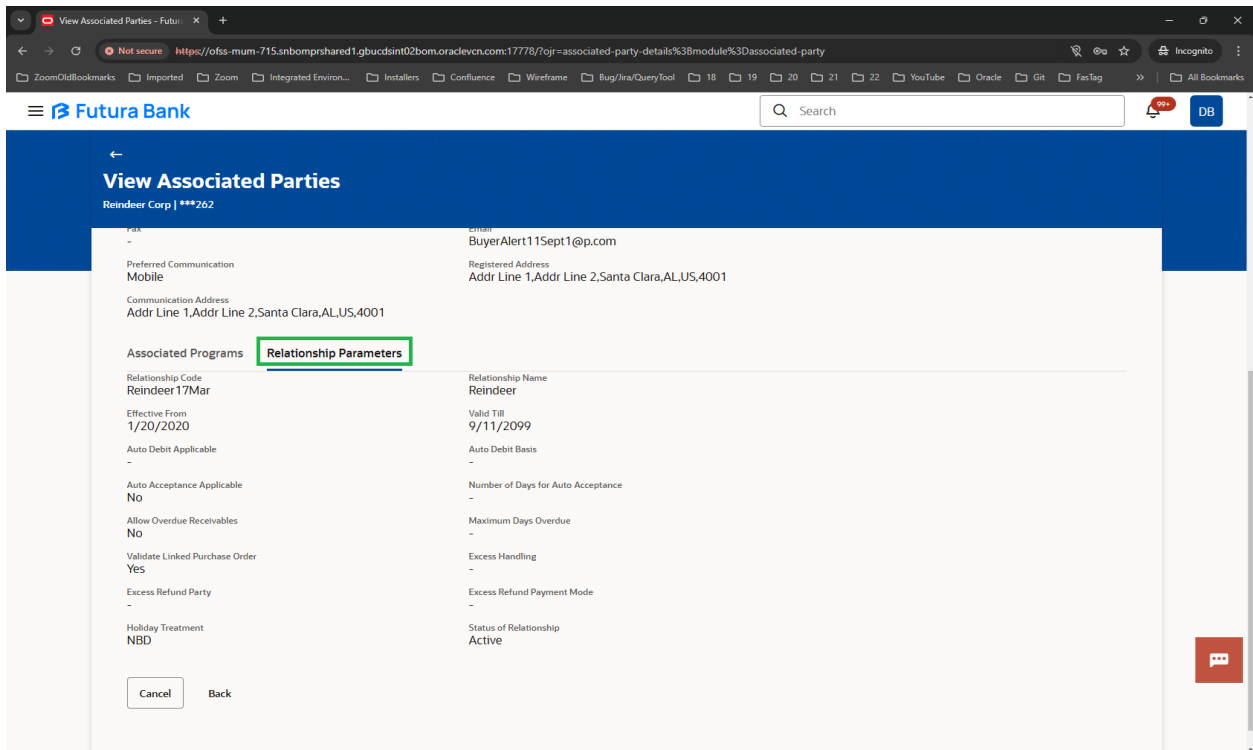 View Associated Parties - Futur
Not secure https://ofss-mum-715.snbomprshared1.gbucdsint02bom.oraclevcn.com:17778/?ojr=associated-party-details%3Bmodule%3Dassociated-party
Incognito
ZoomOldBookmarks Imported Zoom Integrated Environ... Installers Confluence Wireframe Bug/Jira/QueryTool 18 19 20 21 22 YouTube Oracle Git FasTag » All Bookmarks
Futura Bank Search 99+ DB
View Associated Parties
Reindeer Corp | ***262
Fax Email
- BuyerAlert11Sept1@p.com
Preferred Communication Registered Address
Mobile Addr Line 1,Addr Line 2,Santa Clara,AL,US,4001
Communication Address
Addr Line 1,Addr Line 2,Santa Clara,AL,US,4001
Associated Programs Relationship Parameters
Relationship Code Relationship Name
Reindeer17Mar Reindeer
Effective From Valid Till
1/20/2020 9/11/2099
Auto Debit Applicable Auto Debit Basis
- -
Auto Acceptance Applicable Number of Days for Auto Acceptance
No -
Allow Overdue Receivables Maximum Days Overdue
No -
Validate Linked Purchase Order Excess Handling
Yes -
Excess Refund Party Excess Refund Payment Mode
- -
Holiday Treatment Status of Relationship
NBD Active
Cancel Back